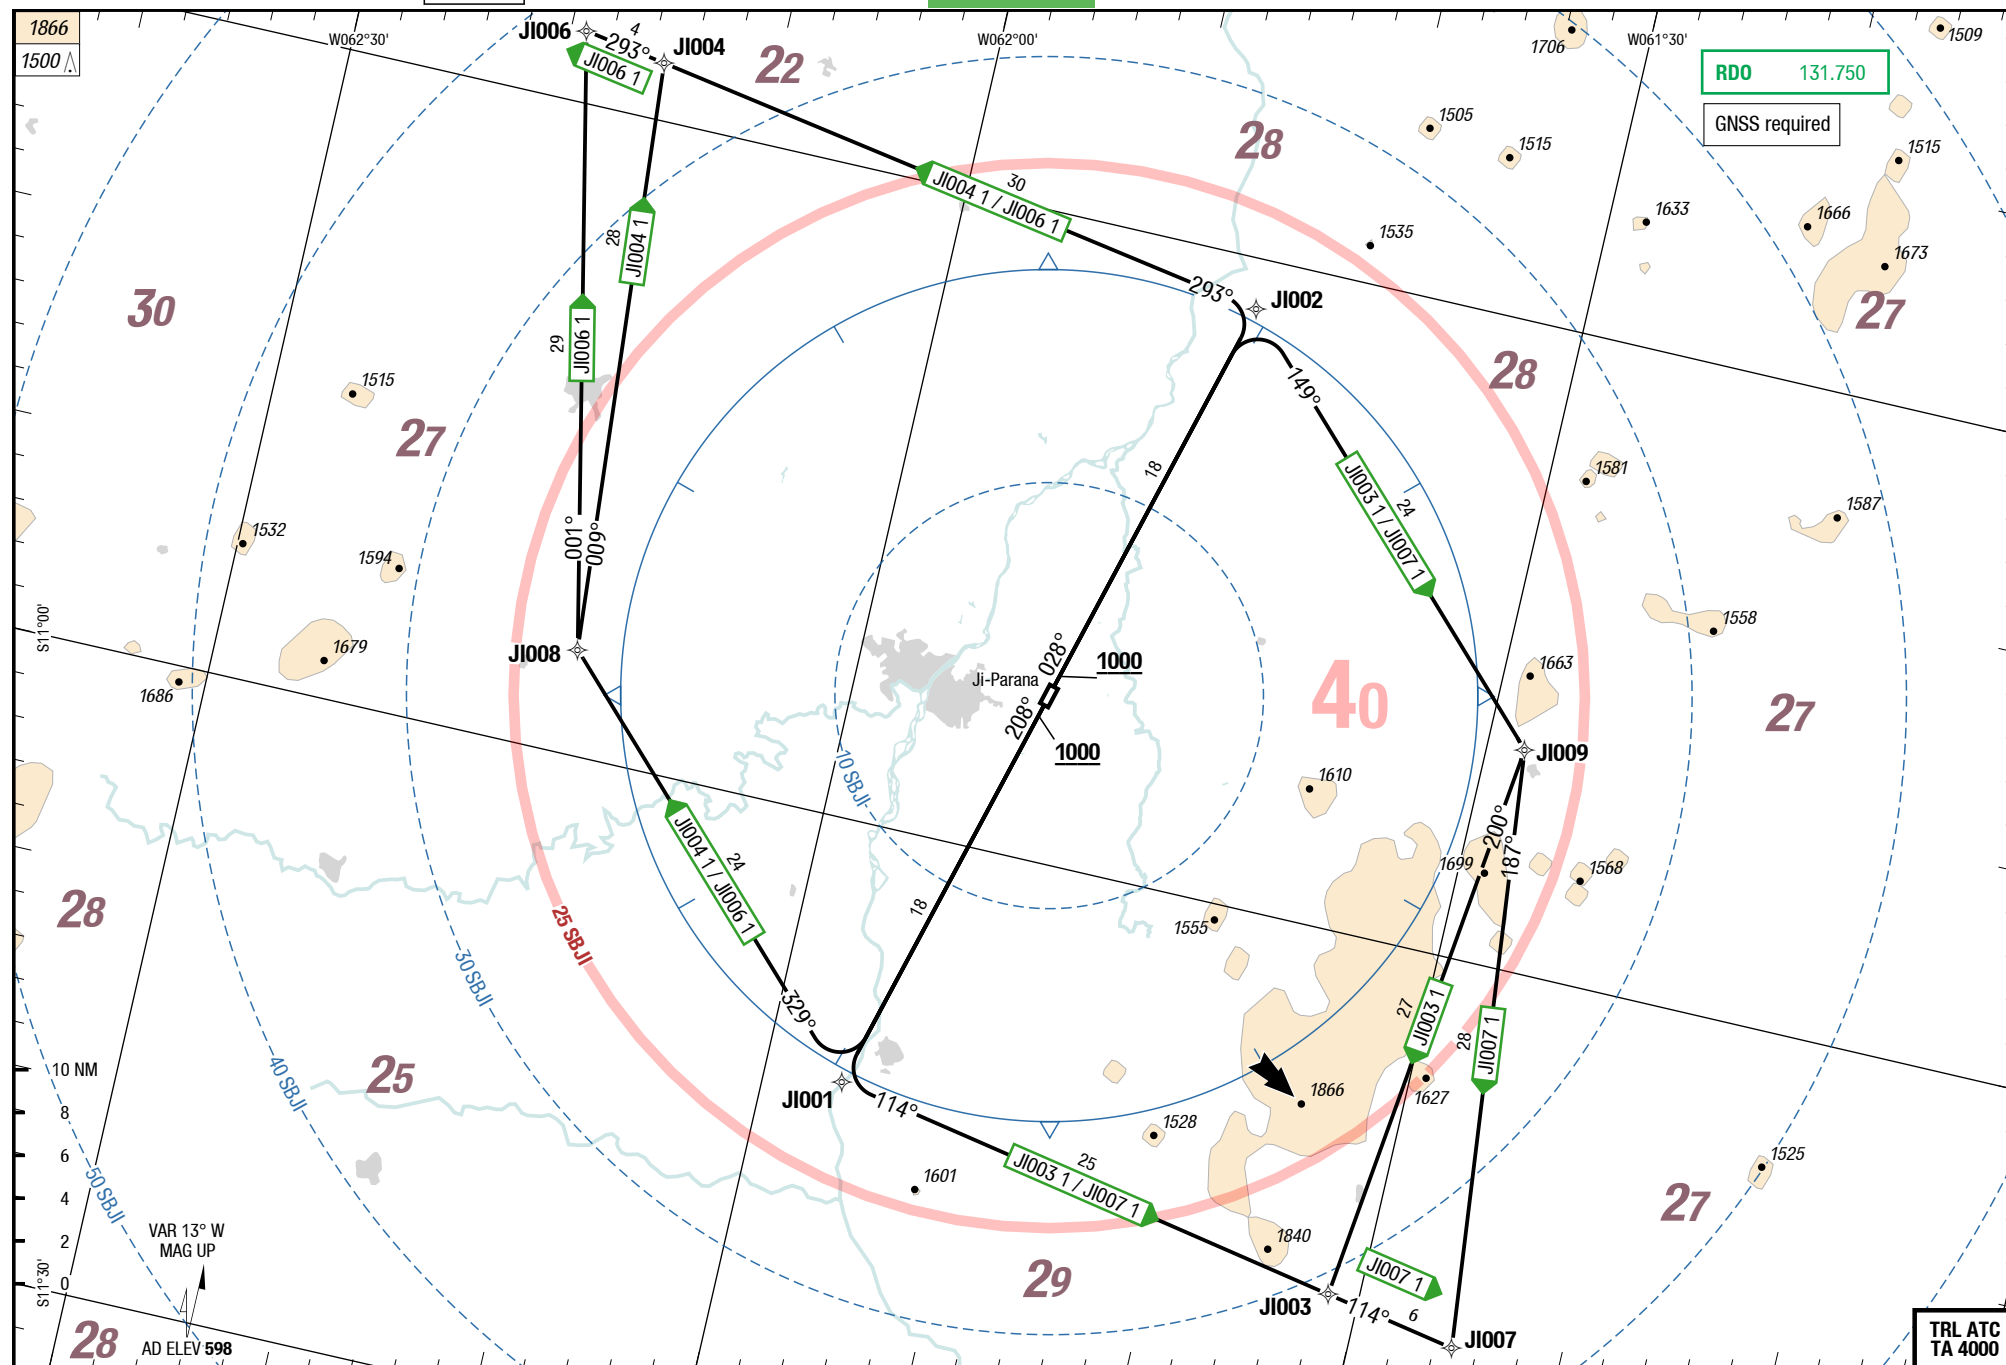 1866
1500
W062°30'
JI006
4
293°
JI004
JI006 1
22
W062°00'
1706
W061°30'
1509
RDO 131.750
GNSS required
28
1505
1515
1515
JI004 1 / JI006 1
30
28
JI004 1
1633
1666
1535
1673
30
293°
JI002
27
29
JI006 1
28
149°
1515
27
18
JI003 1 / JI007 1
24
1581
1587
1532
1594
001°
009°
S11°00'
JI008
1679
1686
1558
028°
1000
Ji-Parana
1663
40
27
208°
1000
JI009
10 SBJI
1610
JI004 1 / JI006 1
24
200°
187°
1699
1568
28
18
1555
25 SBJI
30 SBJI
329°
27
JI003 1
28
JI007 1
10 NM
25
40 SBJI
JI001
114°
1866
1627
8
1528
6
JI003 1 / JI007 1
25
1601
1525
4
50 SBJI
27
VAR 13° W
MAG UP
2
1840
S11°30'
0
29
JI007 1
JI003
114°
6
JI007
28
AD ELEV 598
TRL ATC
TA 4000